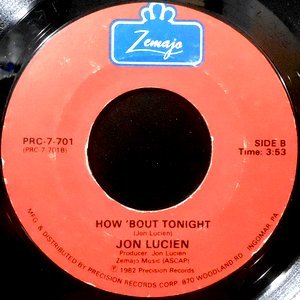 Zemajo
PRC-7-701
(PRC-7-701B)
SIDE B
Time: 3:53
HOW 'BOUT TONIGHT
(Jon Lucien)
JON LUCIEN
Producer: Jon Lucien
Zemajo Music (ASCAP)
℗ 1982 Precision Records
MFG & DISTRIBUTED BY PRECISION RECORDS CORP. 870 WOODLAND RD. INGOMAR, PA.